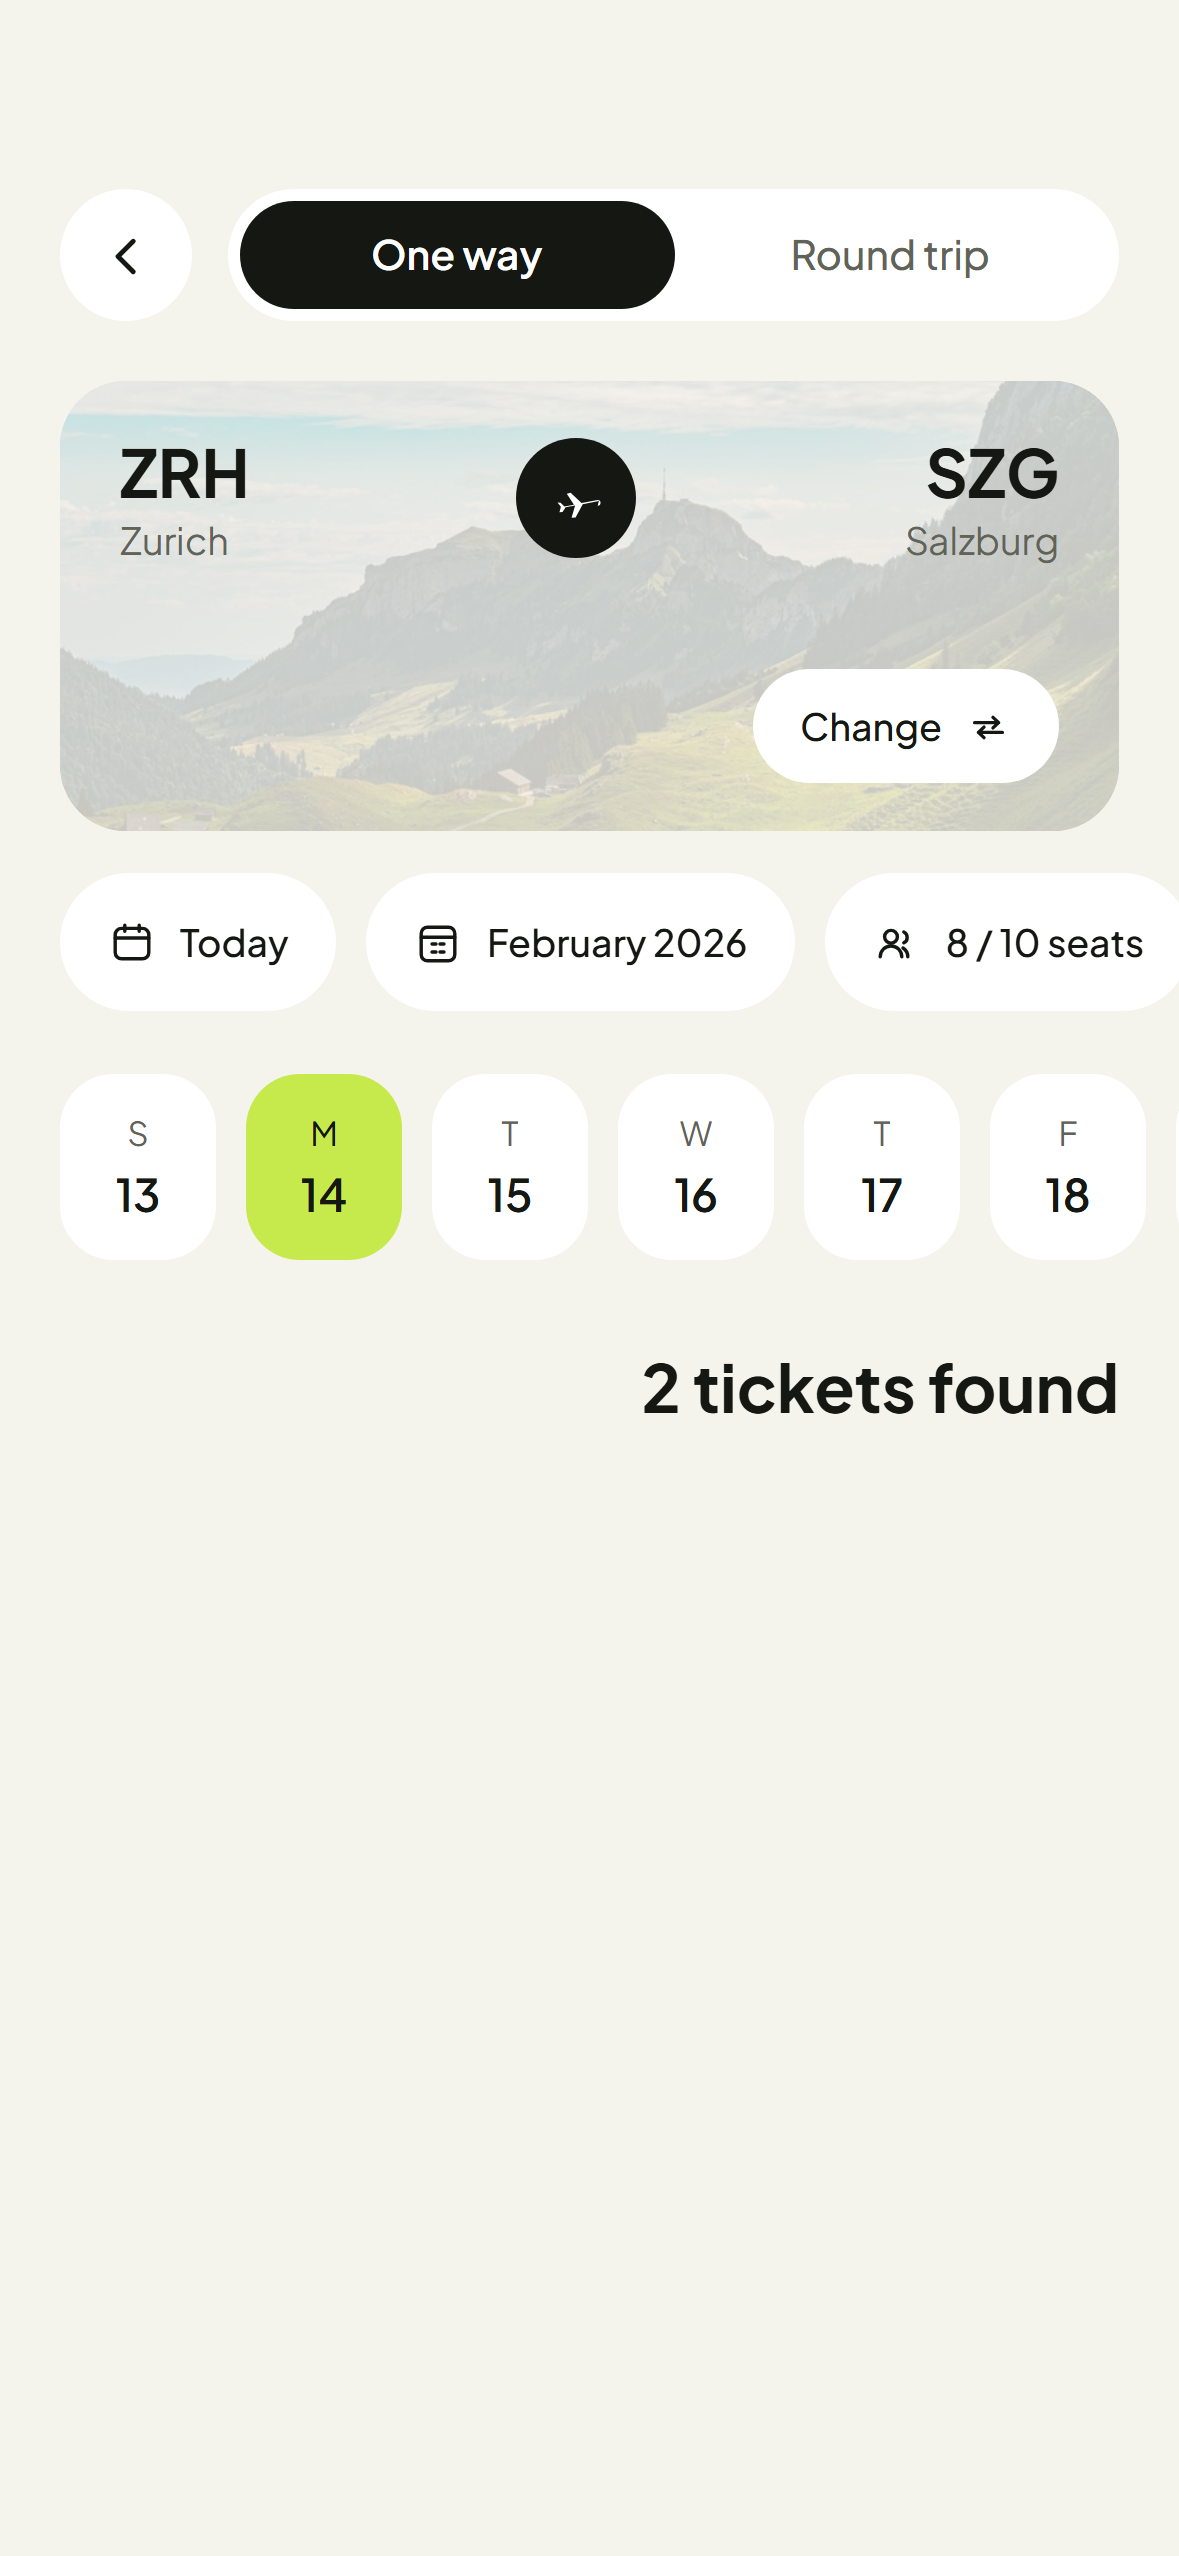 One way
Round trip
ZRH
Zurich
SZG
Salzburg
Change
Today
February 2026
8 / 10 seats
S
13
M
14
T
15
W
16
T
17
F
18
2 tickets found